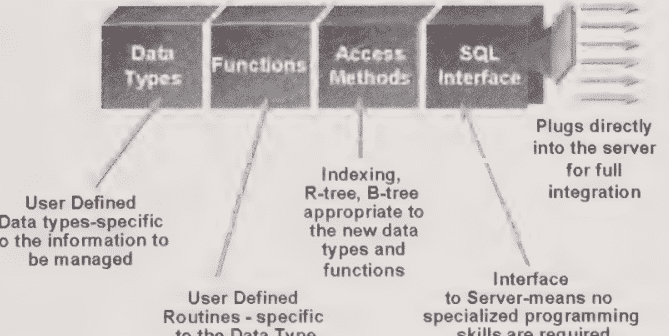 Data
Types
Functions
Access
Methods
SQL
Interface
Plugs directly
into the server
for full
integration
User Defined
Data types-specific
o the information to
be managed
Indexing,
R-tree, B-tree
appropriate to
the new data
types and
functions
User Defined
Routines - specific
to the Data Type
Interface
to Server-means no
specialized programming
skills are required